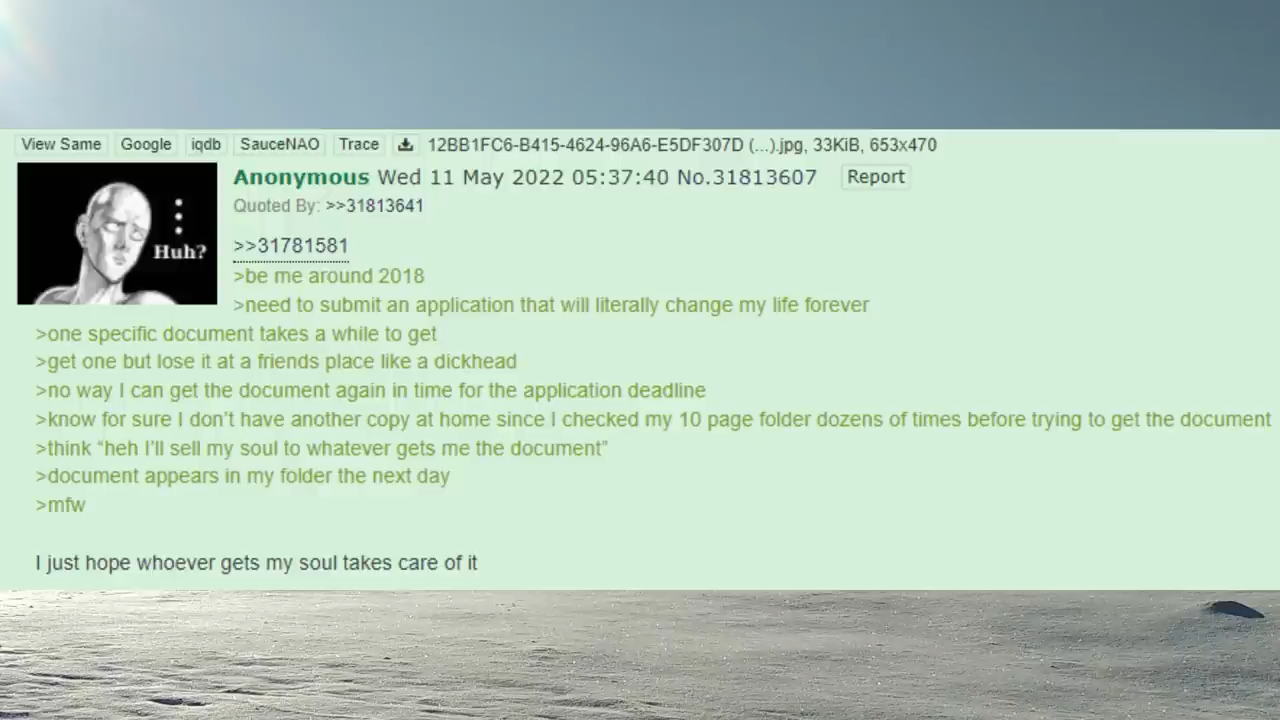 View Same Google iqdb SauceNAO Trace 12BB1FC6-B415-4624-96A6-E5DF307D (...).jpg, 33KiB, 653x470
Anonymous Wed 11 May 2022 05:37:40 No.31813607 Report
Quoted By: >>31813641
Huh?
>>31781581
>be me around 2018
>need to submit an application that will literally change my life forever
>one specific document takes a while to get
>get one but lose it at a friends place like a dickhead
>no way I can get the document again in time for the application deadline
>know for sure I don't have another copy at home since I checked my 10 page folder dozens of times before trying to get the document
>think “heh I'll sell my soul to whatever gets me the document”
>document appears in my folder the next day
>mfw
I just hope whoever gets my soul takes care of it